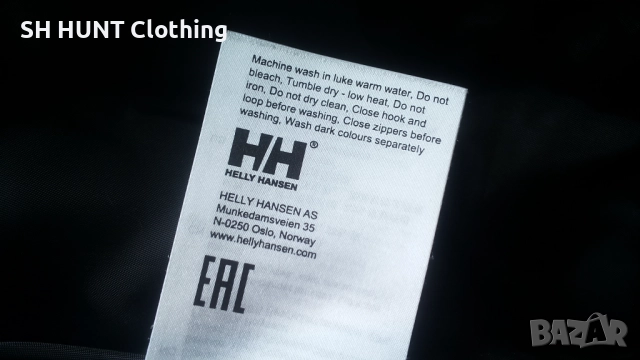 SH HUNT Clothing
Machine wash in luke warm water, Do not
bleach, Tumble dry - low heat, Do not
iron, Do not dry clean, Close hook and
loop before washing, Close zippers before
washing, Wash dark colours separately
HH®
HELLY HANSEN
HELLY HANSEN AS
Munkedamsveien 35
N-0250 Oslo, Norway
www.hellyhansen.com
EAC
BAZAR